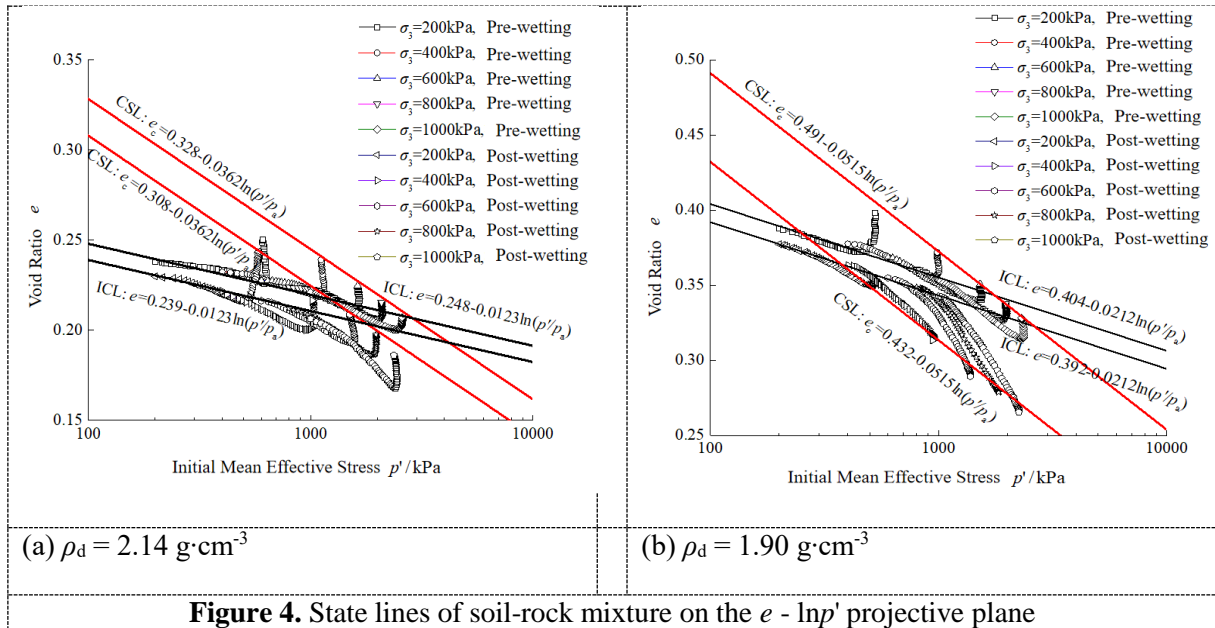 σ3=200kPa, Pre-wetting
σ3=400kPa, Pre-wetting
σ3=600kPa, Pre-wetting
σ3=800kPa, Pre-wetting
σ3=1000kPa, Pre-wetting
σ3=200kPa, Post-wetting
σ3=400kPa, Post-wetting
σ3=600kPa, Post-wetting
σ3=800kPa, Post-wetting
σ3=1000kPa, Post-wetting
0.35
0.30
0.25
0.20
0.15
Void Ratio e
CSL: ec=0.328-0.0362ln(p'/pa)
CSL: ec=0.308-0.0362ln(p'/pa)
ICL: e=0.248-0.0123ln(p'/pa)
ICL: e=0.239-0.0123ln(p'/pa)
100 1000 10000
Initial Mean Effective Stress p'/kPa
σ3=200kPa, Pre-wetting
σ3=400kPa, Pre-wetting
σ3=600kPa, Pre-wetting
σ3=800kPa, Pre-wetting
σ3=1000kPa, Pre-wetting
σ3=200kPa, Post-wetting
σ3=400kPa, Post-wetting
σ3=600kPa, Post-wetting
σ3=800kPa, Post-wetting
σ3=1000kPa, Post-wetting
0.50
0.45
0.40
0.35
0.30
0.25
Void Ratio e
CSL: ec=0.491-0.0515ln(p'/pa)
ICL: e=0.404-0.0212ln(p'/pa)
ICL: e=0.392-0.0212ln(p'/pa)
CSL: ec=0.432-0.0515ln(p'/pa)
100 1000 10000
Initial Mean Effective Stress p'/kPa
(a) ρd = 2.14 g·cm-3
(b) ρd = 1.90 g·cm-3
Figure 4. State lines of soil-rock mixture on the e - lnp' projective plane